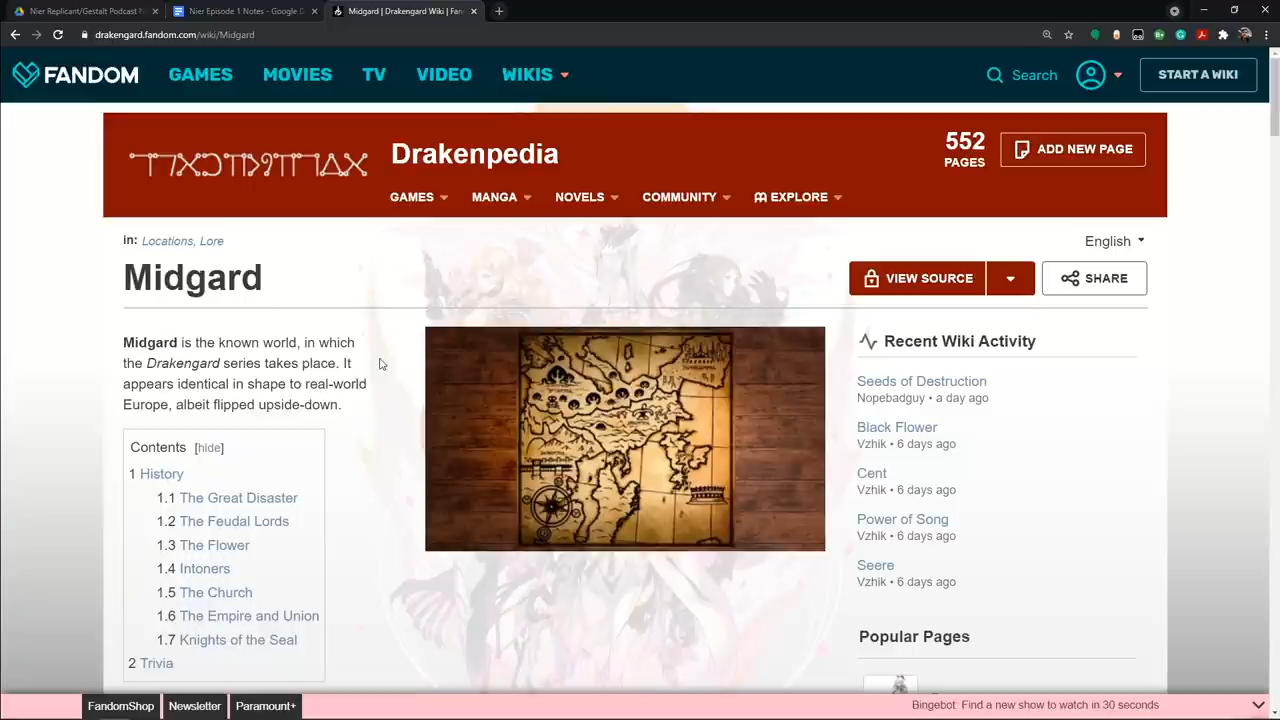 Nier Replicart/Gestalt Podcast N
Nier Episode 1 Notes - Google D
Midgard | Drakengard Wiki | Fan
drakengard.fandom.com/wiki/Midgard
FANDOM
GAMES
MOVIES
TV
VIDEO
WIKIS
Search
START A WIKI
Drakenpedia
552
PAGES
ADD NEW PAGE
GAMES
MANGA
NOVELS
COMMUNITY
EXPLORE
in: Locations, Lore
English
Midgard
VIEW SOURCE
SHARE
Midgard is the known world, in which
the Drakengard series takes place. It
appears identical in shape to real-world
Europe, albeit flipped upside-down.
Contents [hide]
1 History
1.1 The Great Disaster
1.2 The Feudal Lords
1.3 The Flower
1.4 Intoners
1.5 The Church
1.6 The Empire and Union
1.7 Knights of the Seal
2 Trivia
Recent Wiki Activity
Seeds of Destruction
Nopebadguy • a day ago
Black Flower
Vzhik • 6 days ago
Cent
Vzhik • 6 days ago
Power of Song
Vzhik • 6 days ago
Seere
Vzhik • 6 days ago
Popular Pages
FandomShop
Newsletter
Paramount+
Bingebot: Find a new show to watch in 30 seconds